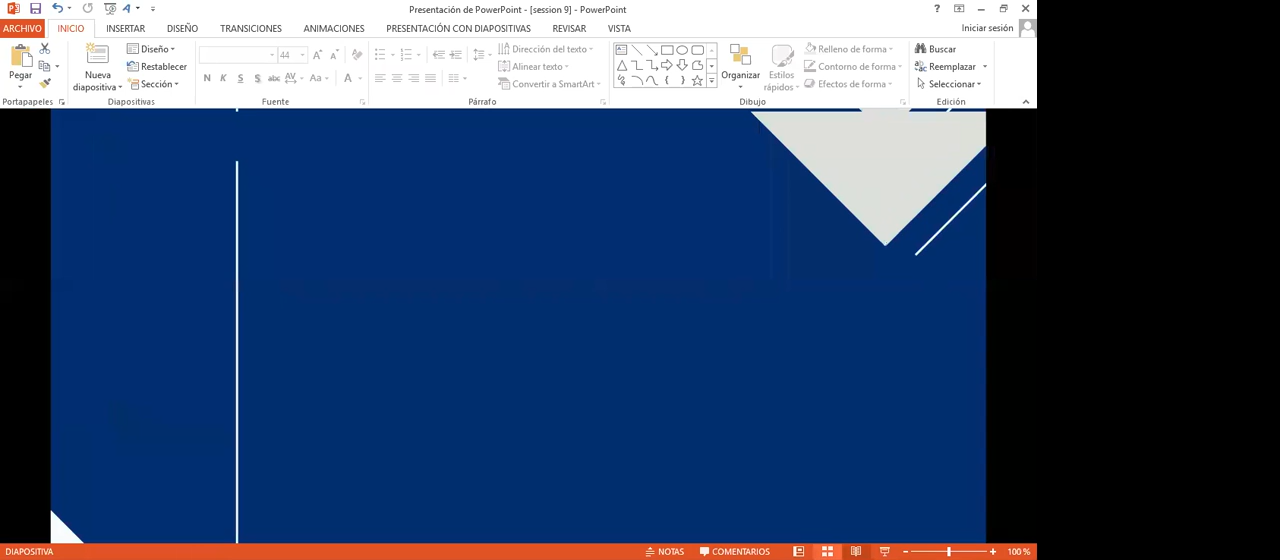 Presentación de PowerPoint - [session 9] - PowerPoint
ARCHIVO INICIO INSERTAR DISEÑO TRANSICIONES ANIMACIONES PRESENTACIÓN CON DIAPOSITIVAS REVISAR VISTA Iniciar sesión
Pegar
Nueva diapositiva
Diseño
Restablecer
Sección
44
N K S S abc AV Aa A
Dirección del texto
Alinear texto
Convertir a SmartArt
Organizar
Estilos rápidos
Relleno de forma
Contorno de forma
Efectos de forma
Buscar
Reemplazar
Seleccionar
Portapapeles Diapositivas Fuente Párrafo Dibujo Edición
DIAPOSITIVA NOTAS COMENTARIOS 100 %